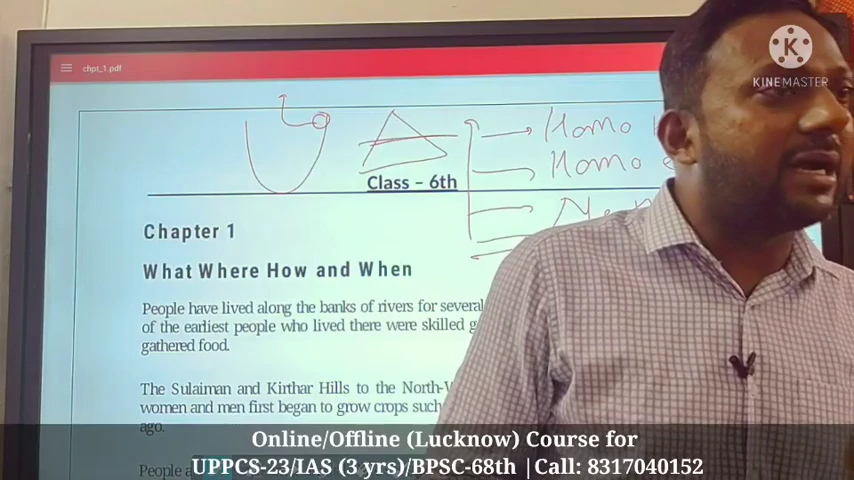 chpt_1.pdf
K
KINEMASTER
Homo
Homo
Class – 6th
Chapter 1
What Where How and When
People have lived along the banks of rivers for several
of the earliest people who lived there were skilled
gathered food.
The Sulaiman and Kirthar Hills to the
women and men first began to grow crops such
ago.
People
Online/Offline (Lucknow) Course for
UPPCS-23/IAS (3 yrs)/BPSC-68th |Call: 8317040152